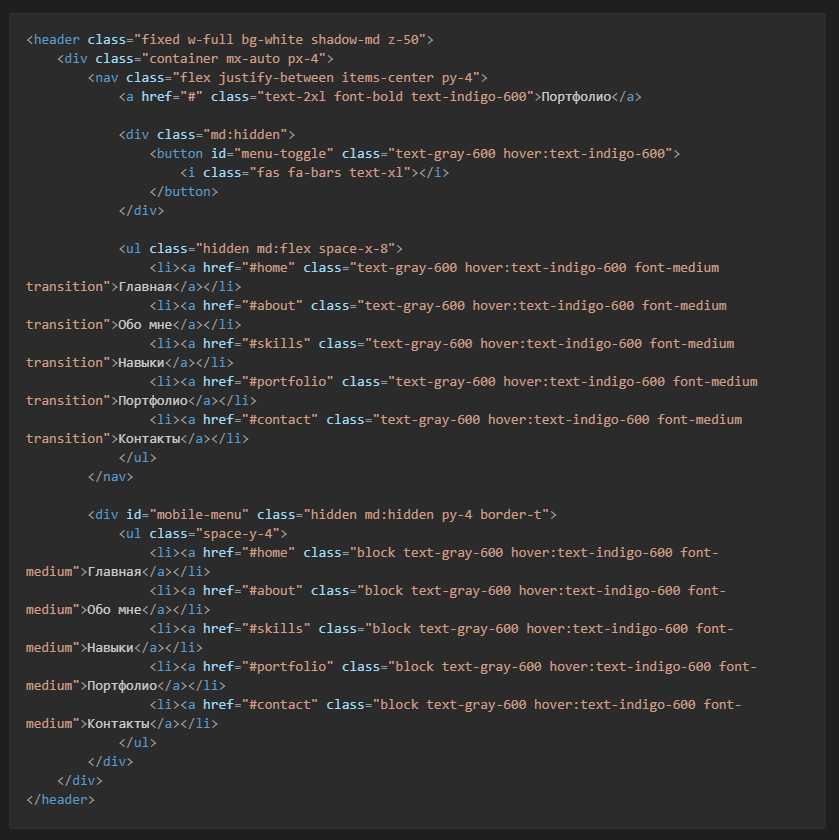 <header class="fixed w-full bg-white shadow-md z-50">
    <div class="container mx-auto px-4">
        <nav class="flex justify-between items-center py-4">
            <a href="#" class="text-2xl font-bold text-indigo-600">Портфолио</a>

            <div class="md:hidden">
                <button id="menu-toggle" class="text-gray-600 hover:text-indigo-600">
                    <i class="fas fa-bars text-xl"></i>
                </button>
            </div>

            <ul class="hidden md:flex space-x-8">
                <li><a href="#home" class="text-gray-600 hover:text-indigo-600 font-medium
transition">Главная</a></li>
                <li><a href="#about" class="text-gray-600 hover:text-indigo-600 font-medium
transition">Обо мне</a></li>
                <li><a href="#skills" class="text-gray-600 hover:text-indigo-600 font-medium
transition">Навыки</a></li>
                <li><a href="#portfolio" class="text-gray-600 hover:text-indigo-600 font-medium
transition">Портфолио</a></li>
                <li><a href="#contact" class="text-gray-600 hover:text-indigo-600 font-medium
transition">Контакты</a></li>
            </ul>
        </nav>

        <div id="mobile-menu" class="hidden md:hidden py-4 border-t">
            <ul class="space-y-4">
                <li><a href="#home" class="block text-gray-600 hover:text-indigo-600 font-
medium">Главная</a></li>
                <li><a href="#about" class="block text-gray-600 hover:text-indigo-600 font-
medium">Обо мне</a></li>
                <li><a href="#skills" class="block text-gray-600 hover:text-indigo-600 font-
medium">Навыки</a></li>
                <li><a href="#portfolio" class="block text-gray-600 hover:text-indigo-600 font-
medium">Портфолио</a></li>
                <li><a href="#contact" class="block text-gray-600 hover:text-indigo-600 font-
medium">Контакты</a></li>
            </ul>
        </div>
    </div>
</header>